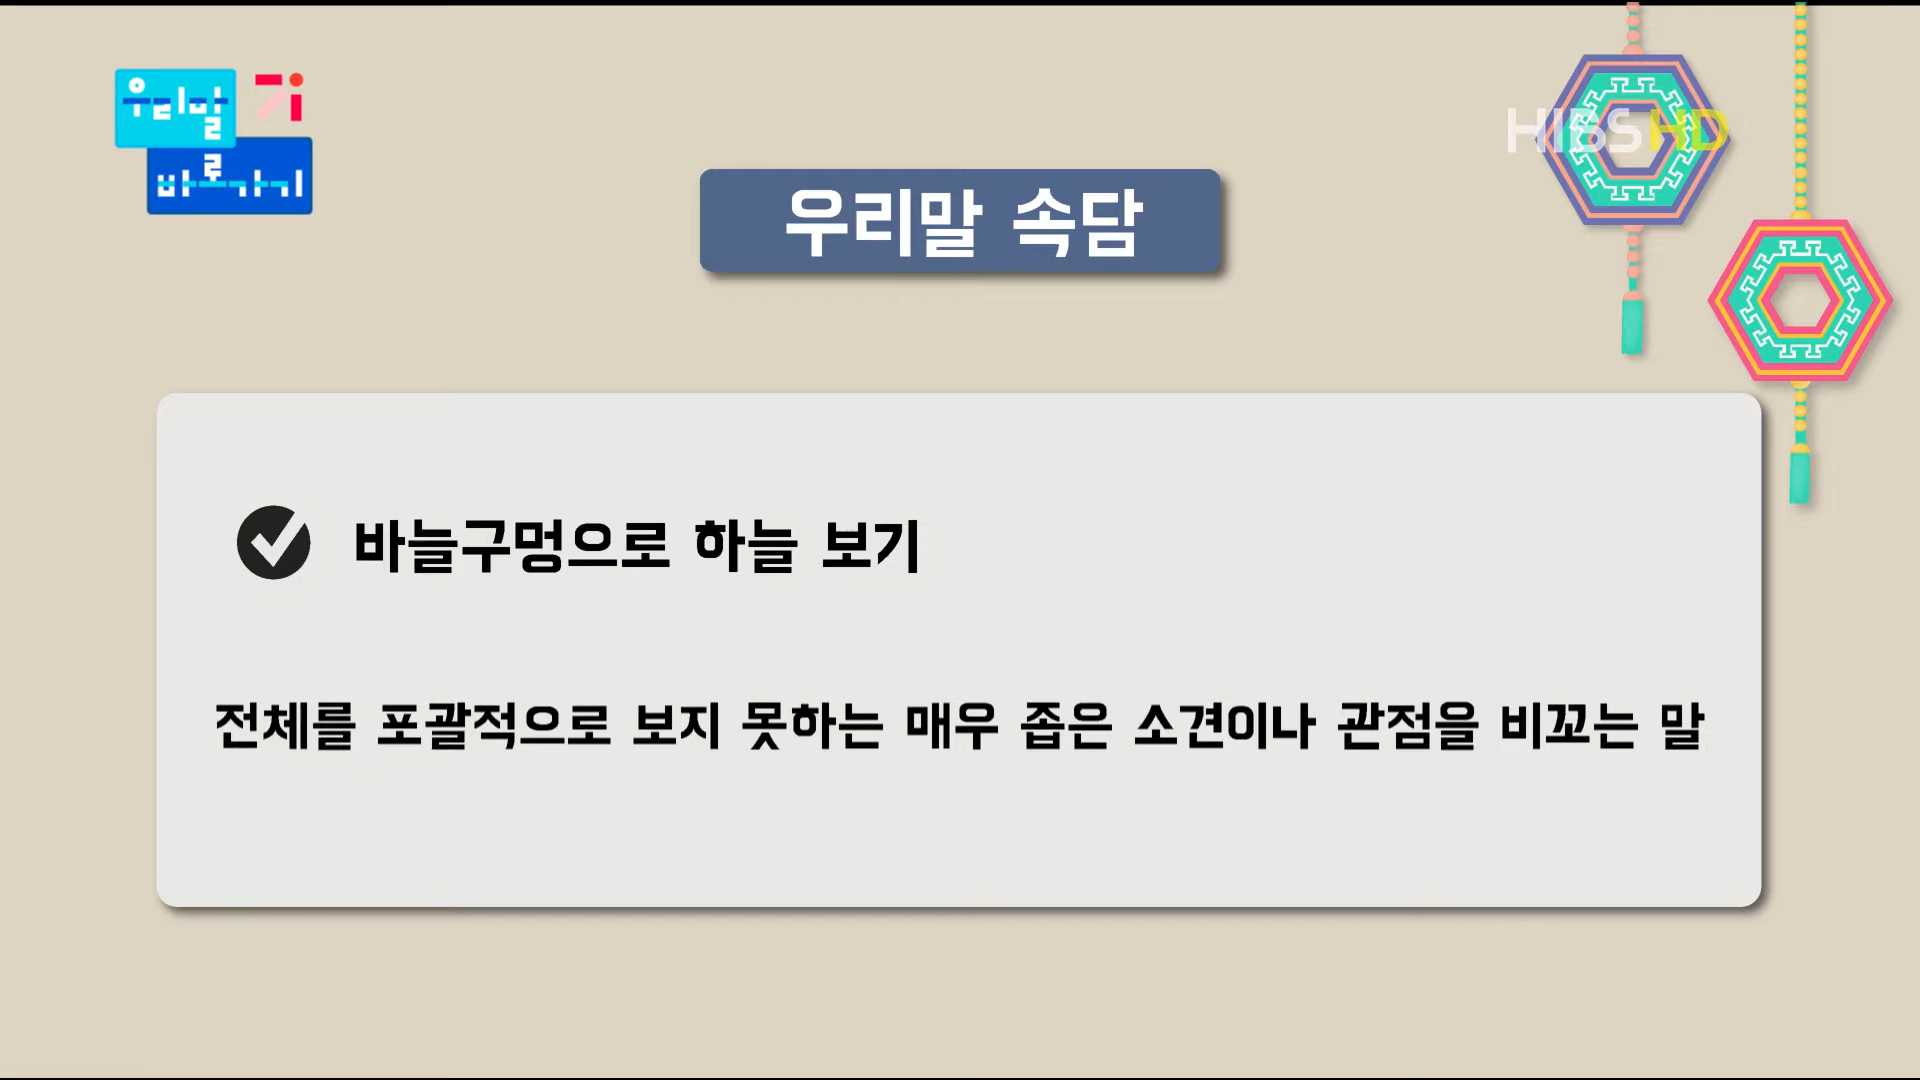 우리말
바로가기
HIBS HD
우리말 속담
바늘구멍으로 하늘 보기
전체를 포괄적으로 보지 못하는 매우 좁은 소견이나 관점을 비꼬는 말